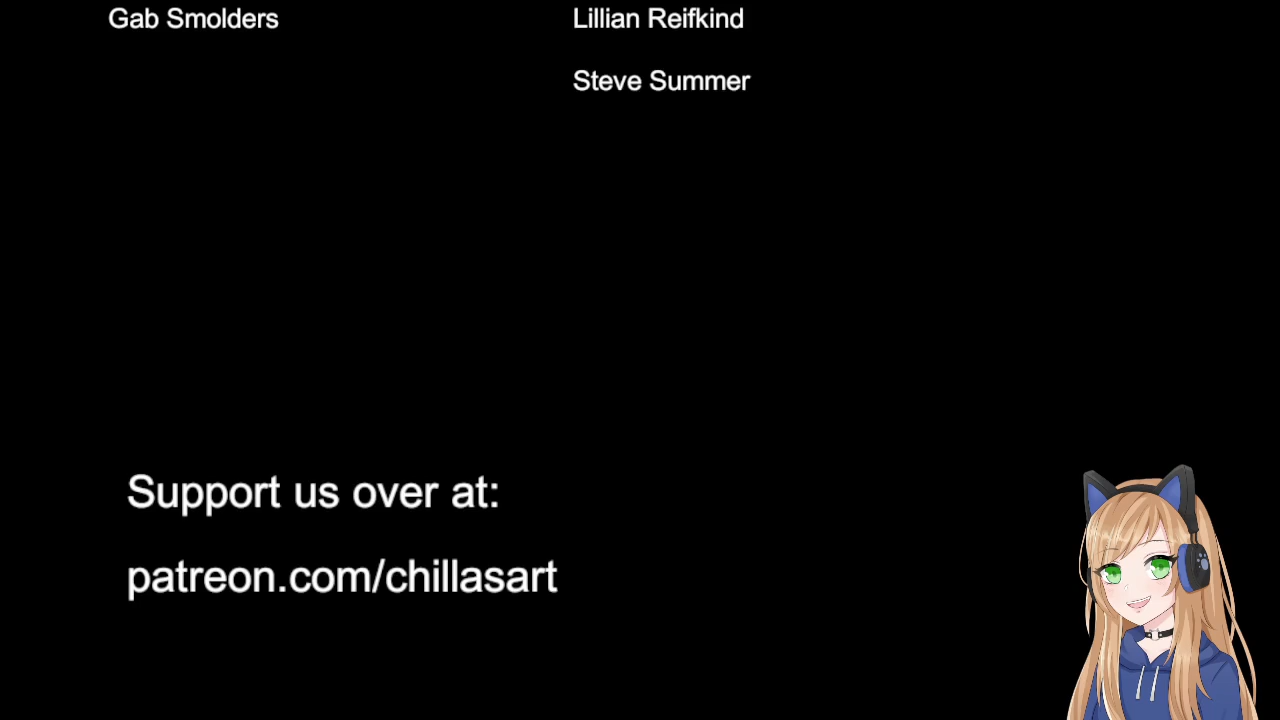 Gab Smolders
Lillian Reifkind
Steve Summer
Support us over at:
patreon.com/chillasart